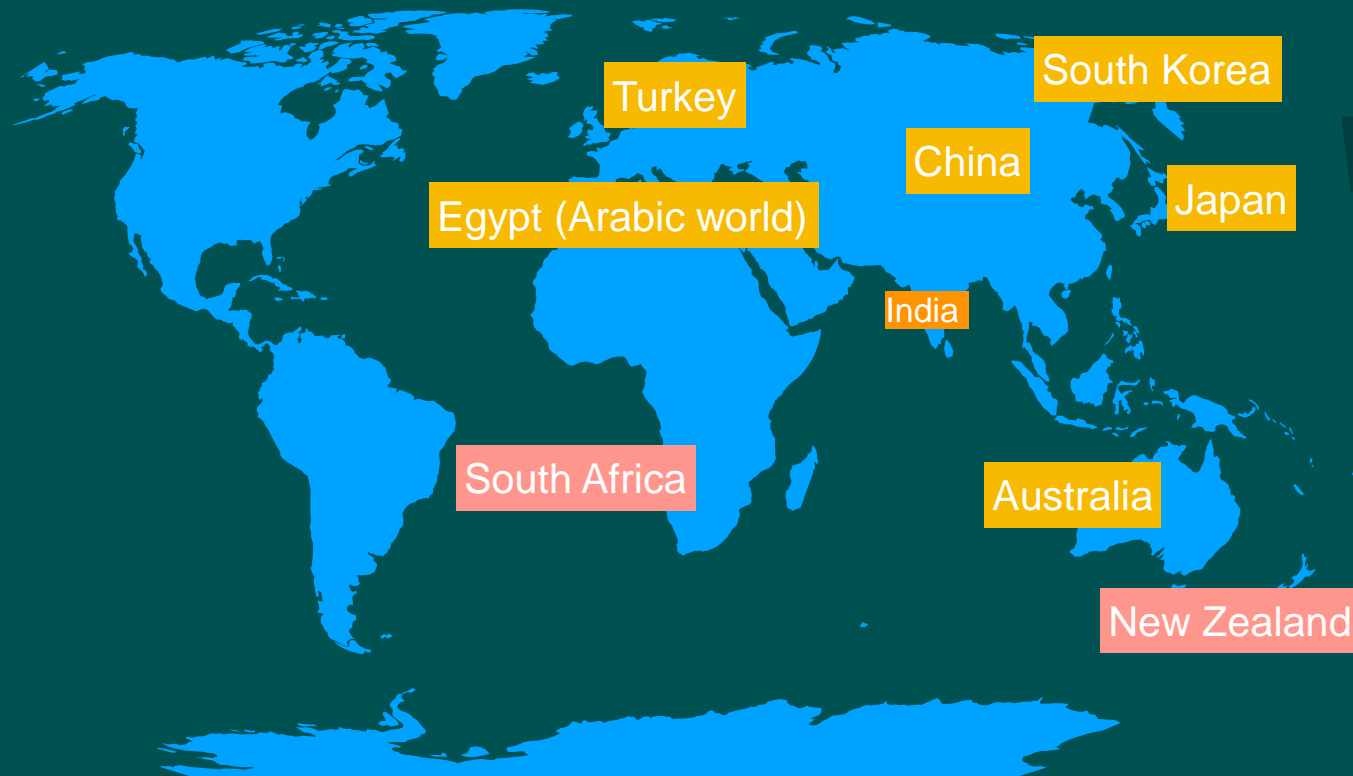 South Korea
Turkey
China
Japan
Egypt (Arabic world)
India
South Africa
Australia
New Zealand